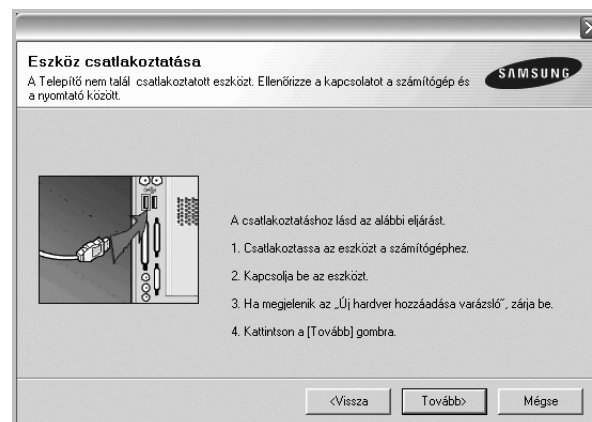 Eszköz csatlakoztatása
A Telepítő nem talál csatlakoztatott eszközt. Ellenőrizze a kapcsolatot a számítógép és
a nyomtató között.
SAMSUNG
A csatlakoztatáshoz lásd az alábbi eljárást.
1. Csatlakoztassa az eszközt a számítógéphez.
2. Kapcsolja be az eszközt.
3. Ha megjelenik az „Új hardver hozzáadása varázsló”, zárja be.
4. Kattintson a [Tovább] gombra.
<Vissza
Tovább>
Mégse